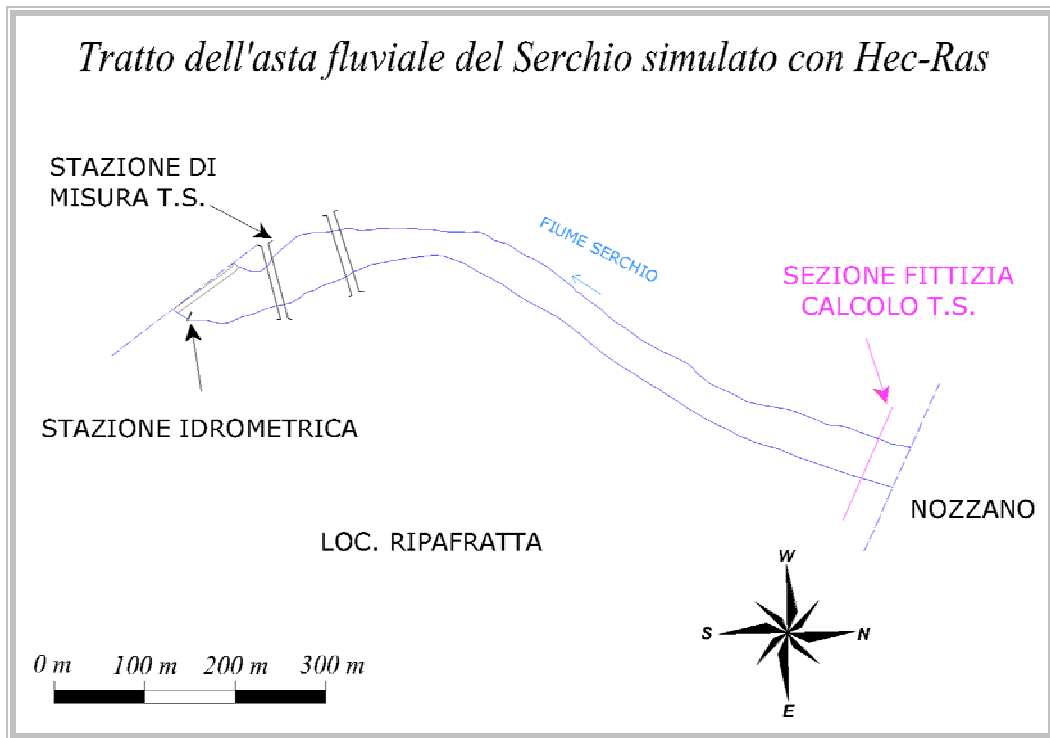 Tratto dell'asta fluviale del Serchio simulato con Hec-Ras
STAZIONE DI
MISURA T.S.
FIUME SERCHIO
SEZIONE FITTIZIA
CALCOLO T.S.
STAZIONE IDROMETRICA
NOZZANO
LOC. RIPAFRATTA
W
S
N
E
0 m
100 m
200 m
300 m